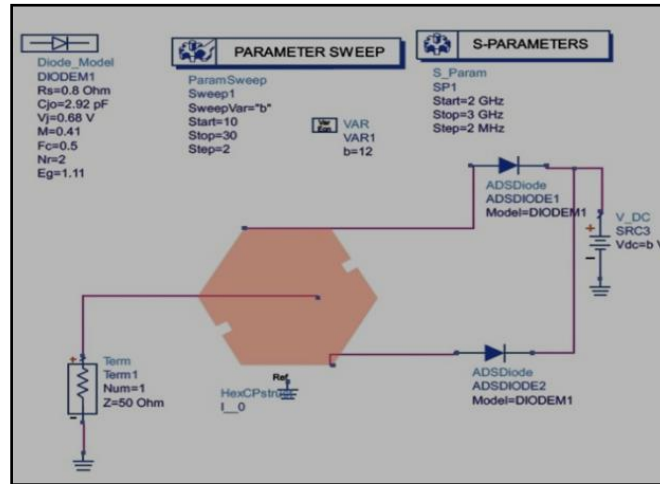 Diode_Model
DIODEM1
Rs=0.8 Ohm
Cjo=2.92 pF
Vj=0.68 V
M=0.41
Fc=0.5
Nr=2
Eg=1.11
PARAMETER SWEEP
ParamSweep
Sweep1
SweepVar="b"
Start=10
Stop=30
Step=2
Var
Eqn
VAR
VAR1
b=12
S-PARAMETERS
S_Param
SP1
Start=2 GHz
Stop=3 GHz
Step=2 MHz
ADSDiode
ADSDIODE1
Model=DIODEM1
+
V_DC
SRC3
Vdc=b V
-
+
Term
Term1
Num=1
Z=50 Ohm
-
Ref
I__0
ADSDiode
ADSDIODE2
Model=DIODEM1